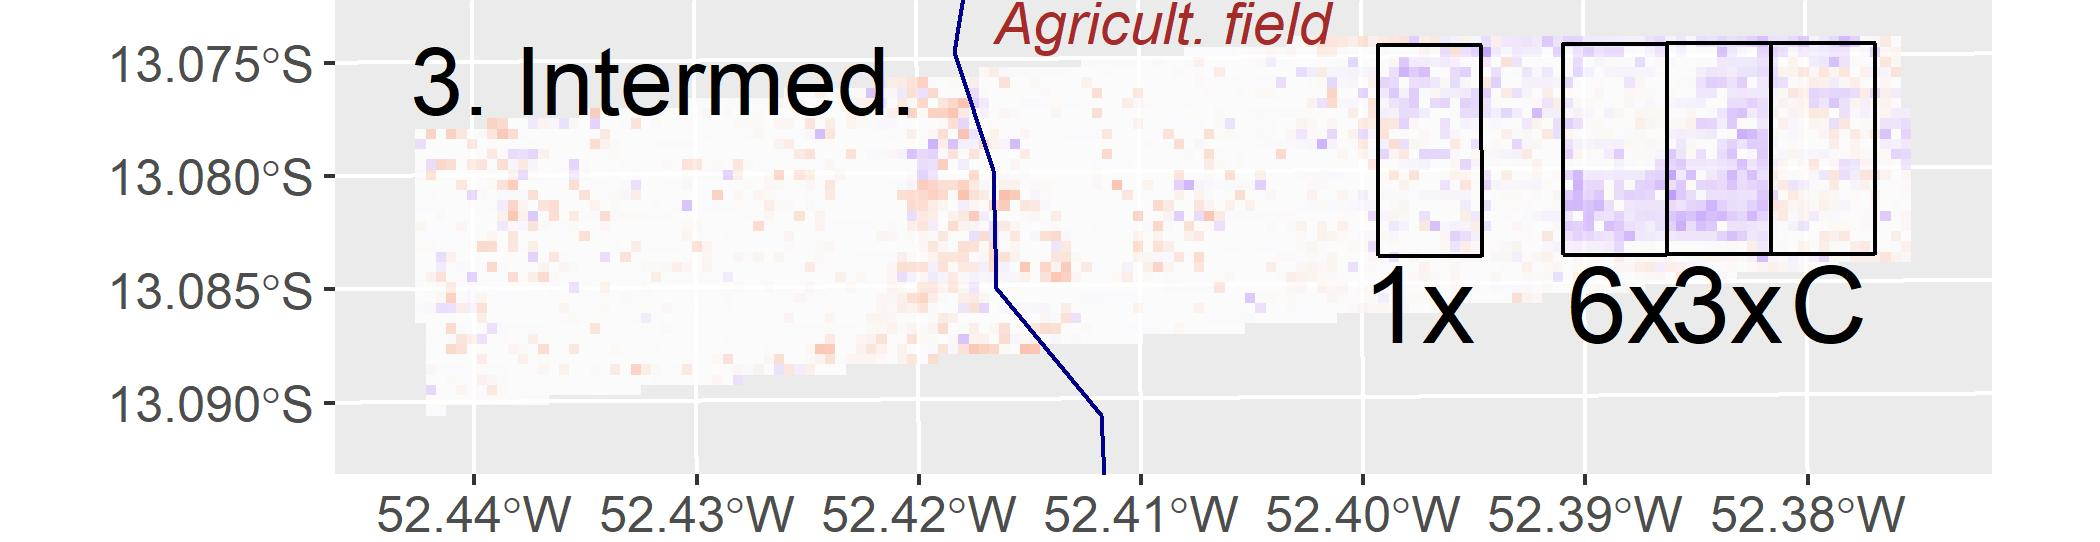 Agricult. field
3. Intermed.
13.075°S
13.080°S
13.085°S
13.090°S
1x 6x 3x C
52.44°W 52.43°W 52.42°W 52.41°W 52.40°W 52.39°W 52.38°W